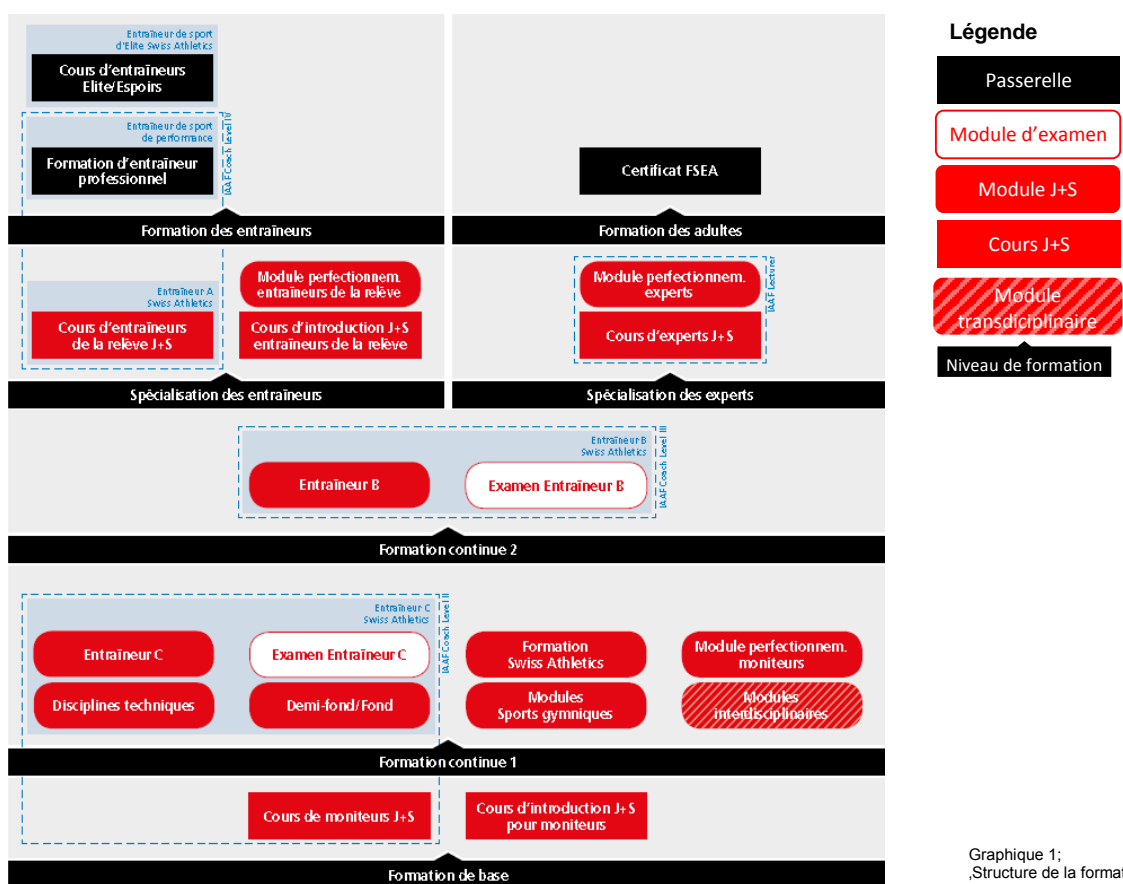 Entraîneur de sport
d'Elite Swiss Athletics
Cours d'entraîneurs
Elite/Espoirs
Entraîneur de sport
de performance
Formation d'entraîneur
professionnel
IAAF Coach Level IV
Certificat FSEA
Formation des entraîneurs
Formation des adultes
Entraîneur A
Swiss Athletics
Cours d'entraîneurs
de la relève J+S
Module perfectionnem.
entraîneurs de la relève
Cours d'introduction J+S
entraîneurs de la relève
Module perfectionnem.
experts
Cours d'experts J+S
IAAF Lecturer
Spécialisation des entraîneurs
Spécialisation des experts
Entraîneur B
Swiss Athletics
Entraîneur B
Examen Entraîneur B
IAAF Coach Level III
Formation continue 2
Entraîneur C
Swiss Athletics
Entraîneur C
Examen Entraîneur C
Disciplines techniques
Demi-fond/Fond
IAAF Coach Level II
Formation
Swiss Athletics
Module perfectionnem.
moniteurs
Modules
Sports gymniques
Modules
interdisciplinaires
Formation continue 1
Cours de moniteurs J+S
Cours d'introduction J+S
pour moniteurs
Formation de base
Légende
Passerelle
Module d'examen
Module J+S
Cours J+S
Module
transdiciplinaire
Niveau de formation
Graphique 1;
‚Structure de la format